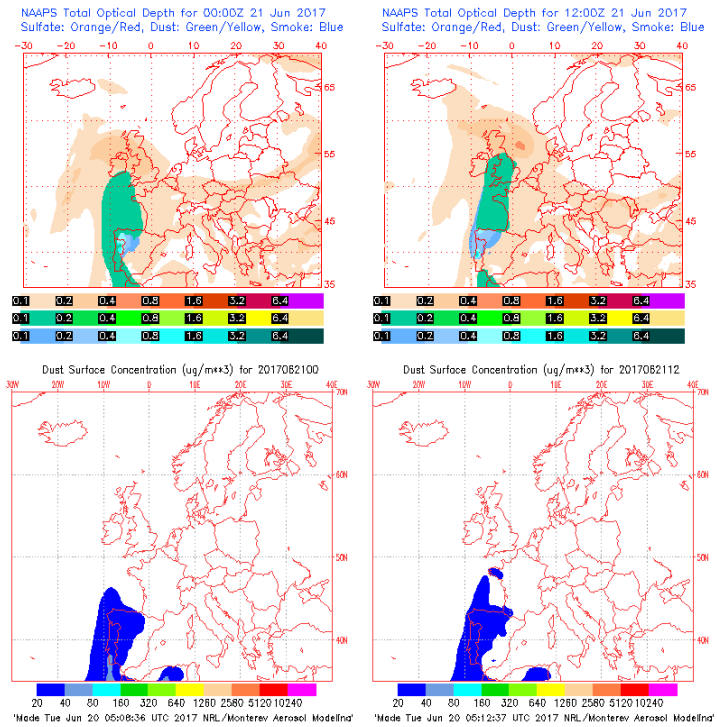 NAAPS Total Optical Depth for 00:00Z 21 Jun 2017
Sulfate: Orange/Red, Dust: Green/Yellow, Smoke: Blue
-30 -20 -10 0 10 20 30 40
65
55
45
35
0.1 0.2 0.4 0.8 1.6 3.2 6.4
0.1 0.2 0.4 0.8 1.6 3.2 6.4
0.1 0.2 0.4 0.8 1.6 3.2 6.4
NAAPS Total Optical Depth for 12:00Z 21 Jun 2017
Sulfate: Orange/Red, Dust: Green/Yellow, Smoke: Blue
-30 -20 -10 0 10 20 30 40
65
55
45
35
0.1 0.2 0.4 0.8 1.6 3.2 6.4
0.1 0.2 0.4 0.8 1.6 3.2 6.4
0.1 0.2 0.4 0.8 1.6 3.2 6.4
Dust Surface Concentration (ug/m**3) for 2017062100
30W 20W 10W 0 10E 20E 30E 40E
70N
60N
50N
40N
20 40 80 160 320 640 1280 2580 5120 10240
'Made Tue Jun 20 05:08:36 UTC 2017 NRL/Monterey Aerosol Modeling'
Dust Surface Concentration (ug/m**3) for 2017062112
30W 20W 10W 0 10E 20E 30E 40E
70N
60N
50N
40N
20 40 80 160 320 640 1280 2580 5120 10240
'Made Tue Jun 20 05:12:37 UTC 2017 NRL/Monterey Aerosol Modeling'